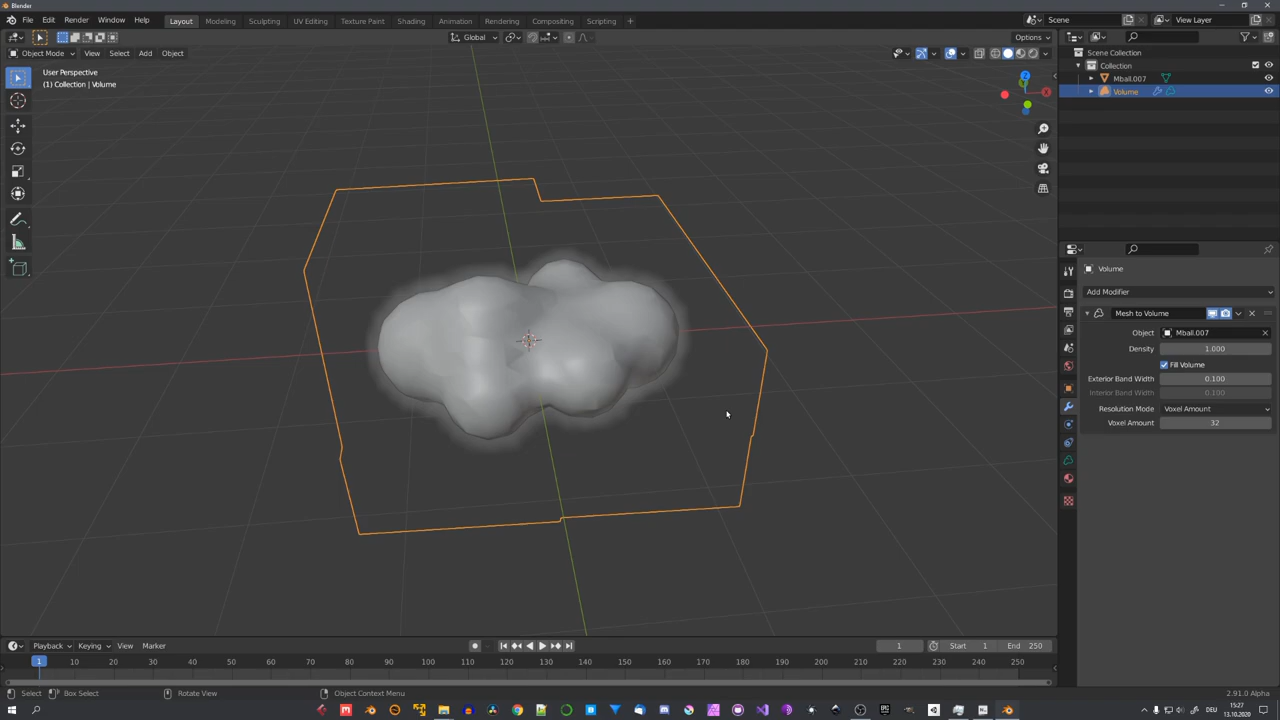 Blender
File Edit Render Window Help Layout Modeling Sculpting UV Editing Texture Paint Shading Animation Rendering Compositing Scripting + Scene View Layer
Global Options
Object Mode View Select Add Object
User Perspective
(1) Collection | Volume
Scene Collection
Collection
Mball.007
Volume
Z
X
Volume
Add Modifier
Mesh to Volume
Object Mball.007
Density 1.000
Fill Volume
Exterior Band Width 0.100
Interior Band Width 0.100
Resolution Mode Voxel Amount
Voxel Amount 32
Playback Keying View Marker 1 Start 1 End 250
1 10 20 30 40 50 60 70 80 90 100 110 120 130 140 150 160 170 180 190 200 210 220 230 240 250
Select Box Select Rotate View Object Context Menu 2.91.0 Alpha
DEU 15:27
13.10.2020